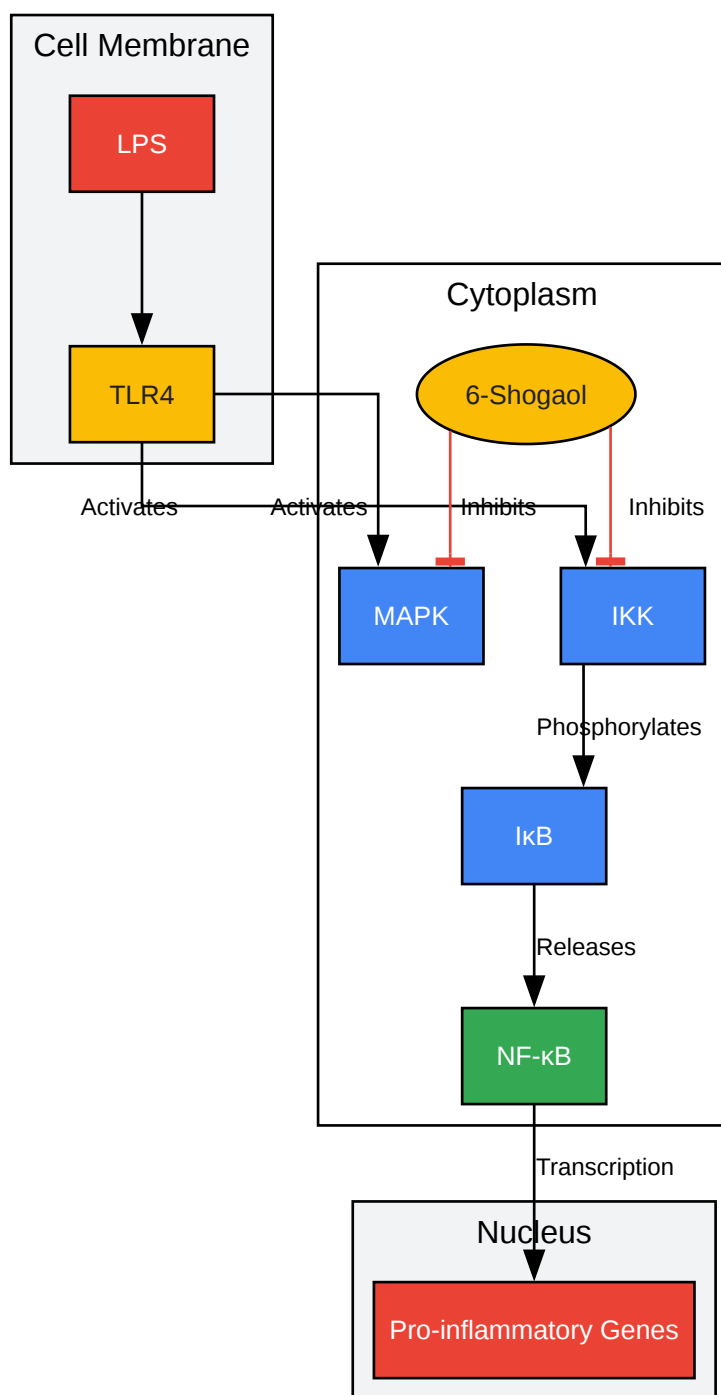 Cell Membrane
LPS
Cytoplasm
TLR4
6-Shogaol
Activates
Activates
Inhibits
Inhibits
MAPK
IKK
Phosphorylates
IκB
Releases
NF-κB
Transcription
Nucleus
Pro-inflammatory Genes